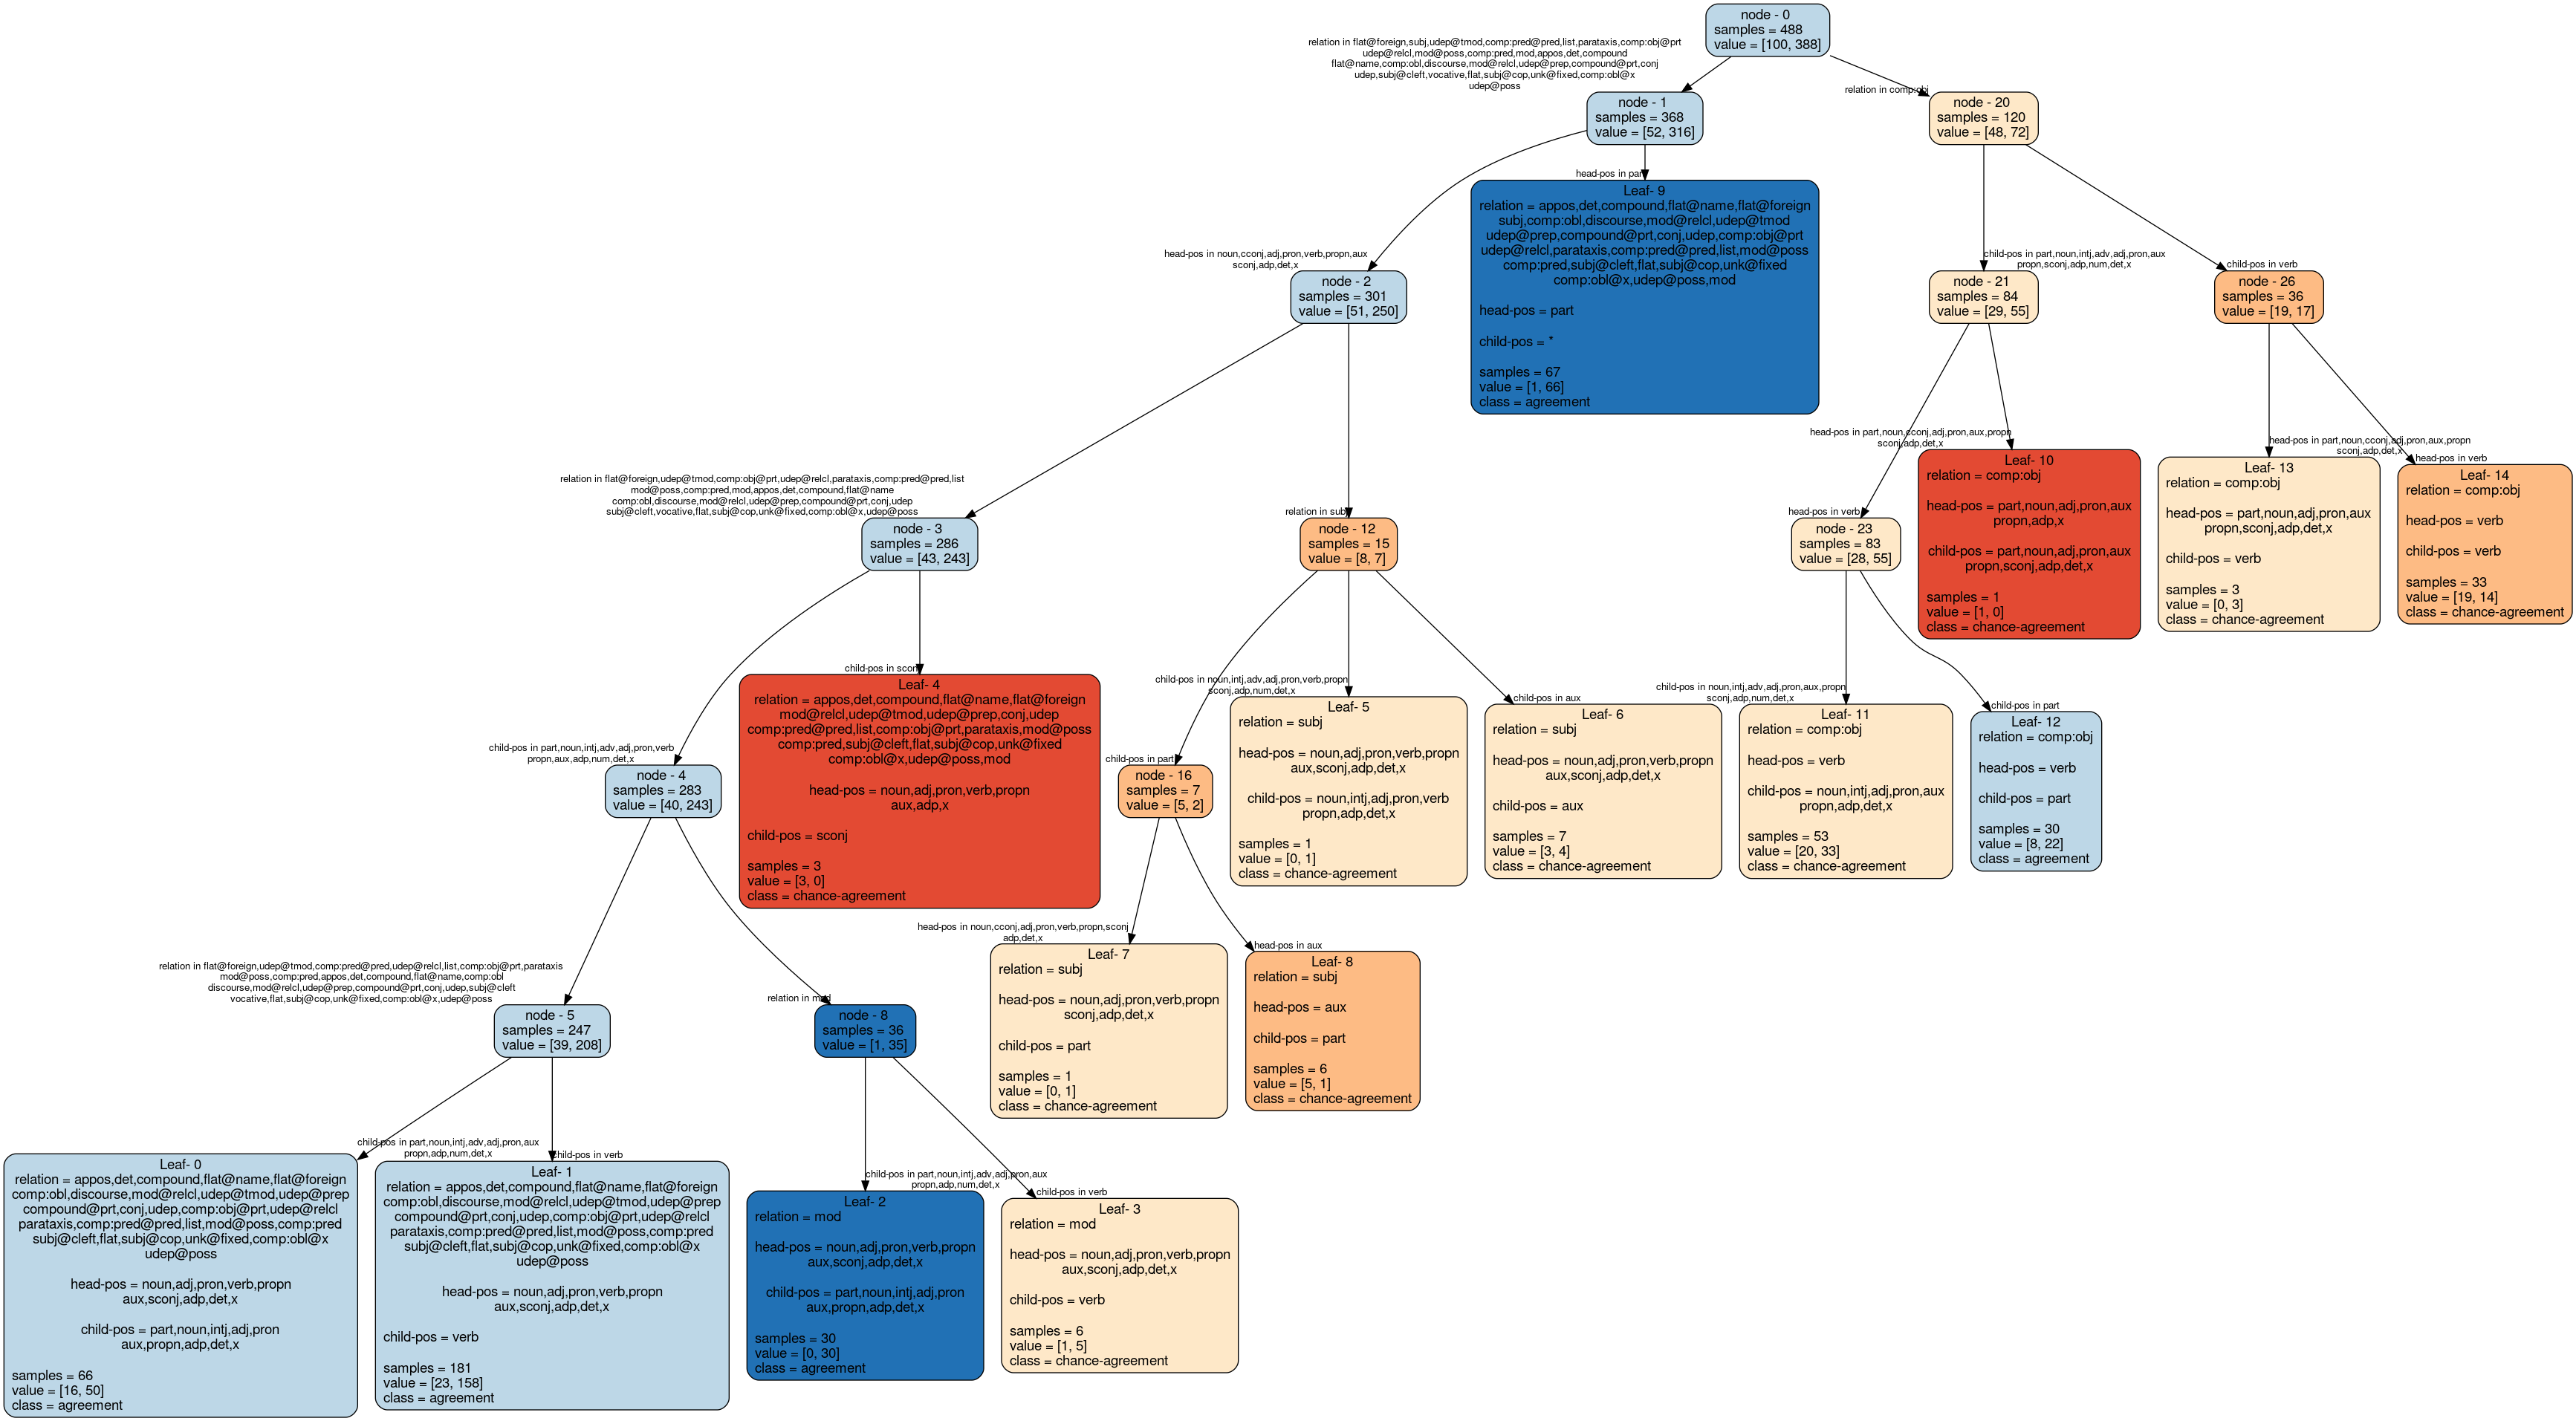 node - 0
samples = 488
value = [100, 388]
relation in flat@foreign,subj,udep@tmod,comp:pred@pred,list,parataxis,comp:obj@prt
udep@relcl,mod@poss,comp:pred,mod,appos,det,compound
flat@name,comp:obl,discourse,mod@relcl,udep@prep,compound@prt,conj
udep,subj@cleft,vocative,flat,subj@cop,unk@fixed,comp:obl@x
udep@poss
relation in comp:obj
node - 1
samples = 368
value = [52, 316]
node - 20
samples = 120
value = [48, 72]
head-pos in noun,cconj,adj,pron,verb,propn,aux
sconj,adp,det,x
head-pos in part
child-pos in part,noun,intj,adv,adj,pron,aux
propn,sconj,adp,num,det,x
child-pos in verb
node - 2
samples = 301
value = [51, 250]
Leaf- 9
relation = appos,det,compound,flat@name,flat@foreign
subj,comp:obl,discourse,mod@relcl,udep@tmod
udep@prep,compound@prt,conj,udep,comp:obj@prt
udep@relcl,parataxis,comp:pred@pred,list,mod@poss
comp:pred,subj@cleft,flat,subj@cop,unk@fixed
comp:obl@x,udep@poss,mod
head-pos = part
child-pos = *
samples = 67
value = [1, 66]
class = agreement
node - 21
samples = 84
value = [29, 55]
node - 26
samples = 36
value = [19, 17]
relation in flat@foreign,udep@tmod,comp:obj@prt,udep@relcl,parataxis,comp:pred@pred,list
mod@poss,comp:pred,mod,appos,det,compound,flat@name
comp:obl,discourse,mod@relcl,udep@prep,compound@prt,conj,udep
subj@cleft,vocative,flat,subj@cop,unk@fixed,comp:obl@x,udep@poss
relation in subj
head-pos in verb
head-pos in part,noun,cconj,adj,pron,aux,propn
sconj,adp,det,x
head-pos in part,noun,cconj,adj,pron,aux,propn
sconj,adp,det,x
head-pos in verb
node - 3
samples = 286
value = [43, 243]
node - 12
samples = 15
value = [8, 7]
node - 23
samples = 83
value = [28, 55]
Leaf- 10
relation = comp:obj
head-pos = part,noun,adj,pron,aux
propn,adp,x
child-pos = part,noun,adj,pron,aux
propn,sconj,adp,det,x
samples = 1
value = [1, 0]
class = chance-agreement
Leaf- 13
relation = comp:obj
head-pos = part,noun,adj,pron,aux
propn,sconj,adp,det,x
child-pos = verb
samples = 3
value = [0, 3]
class = chance-agreement
Leaf- 14
relation = comp:obj
head-pos = verb
child-pos = verb
samples = 33
value = [19, 14]
class = chance-agreement
child-pos in part,noun,intj,adv,adj,pron,verb
propn,aux,adp,num,det,x
child-pos in sconj
child-pos in part
child-pos in noun,intj,adv,adj,pron,verb,propn
sconj,adp,num,det,x
child-pos in aux
child-pos in noun,intj,adv,adj,pron,aux,propn
sconj,adp,num,det,x
child-pos in part
node - 4
samples = 283
value = [40, 243]
Leaf- 4
relation = appos,det,compound,flat@name,flat@foreign
mod@relcl,udep@tmod,udep@prep,conj,udep
comp:pred@pred,list,comp:obj@prt,parataxis,mod@poss
comp:pred,subj@cleft,flat,subj@cop,unk@fixed
comp:obl@x,udep@poss,mod
head-pos = noun,adj,pron,verb,propn
aux,adp,x
child-pos = sconj
samples = 3
value = [3, 0]
class = chance-agreement
node - 16
samples = 7
value = [5, 2]
Leaf- 5
relation = subj
head-pos = noun,adj,pron,verb,propn
aux,sconj,adp,det,x
child-pos = noun,intj,adj,pron,verb
propn,adp,det,x
samples = 1
value = [0, 1]
class = chance-agreement
Leaf- 6
relation = subj
head-pos = noun,adj,pron,verb,propn
aux,sconj,adp,det,x
child-pos = aux
samples = 7
value = [3, 4]
class = chance-agreement
Leaf- 11
relation = comp:obj
head-pos = verb
child-pos = noun,intj,adj,pron,aux
propn,adp,det,x
samples = 53
value = [20, 33]
class = chance-agreement
Leaf- 12
relation = comp:obj
head-pos = verb
child-pos = part
samples = 30
value = [8, 22]
class = agreement
relation in flat@foreign,udep@tmod,comp:pred@pred,udep@relcl,list,comp:obj@prt,parataxis
mod@poss,comp:pred,appos,det,compound,flat@name,comp:obl
discourse,mod@relcl,udep@prep,compound@prt,conj,udep,subj@cleft
vocative,flat,subj@cop,unk@fixed,comp:obl@x,udep@poss
relation in mod
head-pos in noun,cconj,adj,pron,verb,propn,sconj
adp,det,x
head-pos in aux
node - 5
samples = 247
value = [39, 208]
node - 8
samples = 36
value = [1, 35]
Leaf- 7
relation = subj
head-pos = noun,adj,pron,verb,propn
sconj,adp,det,x
child-pos = part
samples = 1
value = [0, 1]
class = chance-agreement
Leaf- 8
relation = subj
head-pos = aux
child-pos = part
samples = 6
value = [5, 1]
class = chance-agreement
child-pos in part,noun,intj,adv,adj,pron,aux
propn,adp,num,det,x
child-pos in verb
child-pos in part,noun,intj,adv,adj,pron,aux
propn,adp,num,det,x
child-pos in verb
Leaf- 0
relation = appos,det,compound,flat@name,flat@foreign
comp:obl,discourse,mod@relcl,udep@tmod,udep@prep
compound@prt,conj,udep,comp:obj@prt,udep@relcl
parataxis,comp:pred@pred,list,mod@poss,comp:pred
subj@cleft,flat,subj@cop,unk@fixed,comp:obl@x
udep@poss
head-pos = noun,adj,pron,verb,propn
aux,sconj,adp,det,x
child-pos = part,noun,intj,adj,pron
aux,propn,adp,det,x
samples = 66
value = [16, 50]
class = agreement
Leaf- 1
relation = appos,det,compound,flat@name,flat@foreign
comp:obl,discourse,mod@relcl,udep@tmod,udep@prep
compound@prt,conj,udep,comp:obj@prt,udep@relcl
parataxis,comp:pred@pred,list,mod@poss,comp:pred
subj@cleft,flat,subj@cop,unk@fixed,comp:obl@x
udep@poss
head-pos = noun,adj,pron,verb,propn
aux,sconj,adp,det,x
child-pos = verb
samples = 181
value = [23, 158]
class = agreement
Leaf- 2
relation = mod
head-pos = noun,adj,pron,verb,propn
aux,sconj,adp,det,x
child-pos = part,noun,intj,adj,pron
aux,propn,adp,det,x
samples = 30
value = [0, 30]
class = agreement
Leaf- 3
relation = mod
head-pos = noun,adj,pron,verb,propn
aux,sconj,adp,det,x
child-pos = verb
samples = 6
value = [1, 5]
class = chance-agreement